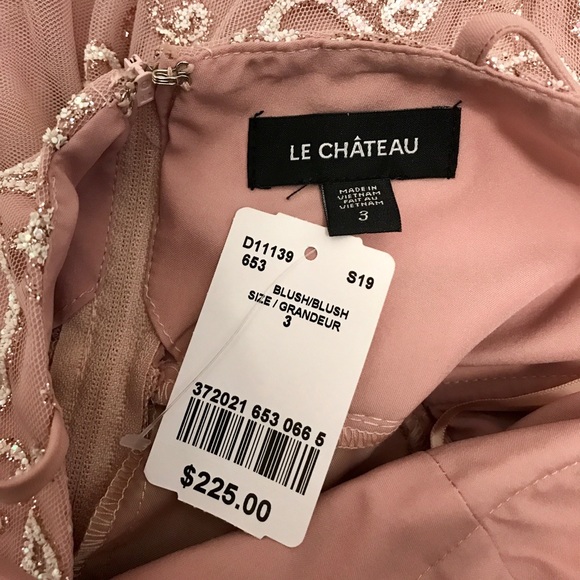 LE CHÂTEAU
MADE IN
VIETNAM
FAIT AU
VIETNAM
3
D11139
653
S19
BLUSH/BLUSH
SIZE / GRANDEUR
3
372021 653 066 5
$225.00